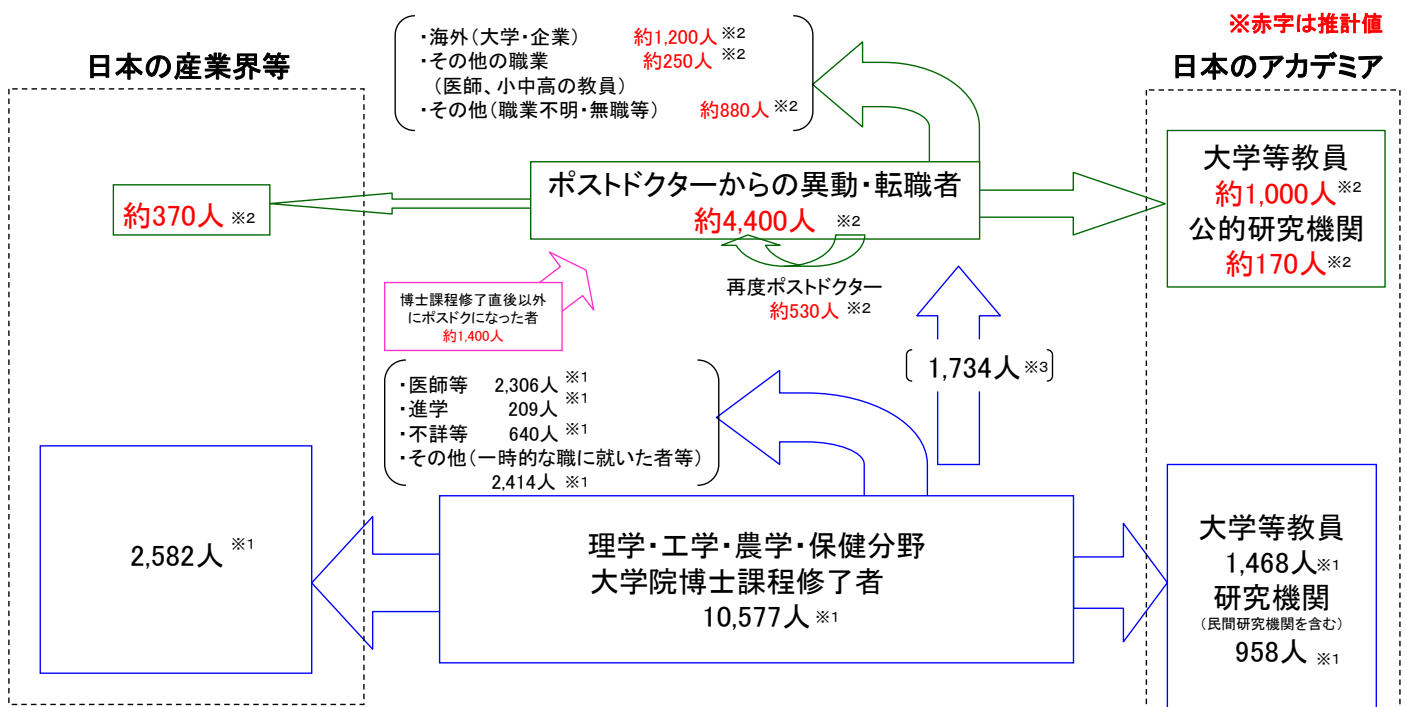 ※赤字は推計値
日本の産業界等
日本のアカデミア
・海外(大学・企業) 約1,200人 ※2
・その他の職業 約250人 ※2
(医師、小中高の教員)
・その他(職業不明・無職等) 約880人 ※2
ポストドクターからの異動・転職者
約4,400人 ※2
約370人 ※2
大学等教員
約1,000人 ※2
公的研究機関
約170人 ※2
再度ポストドクター
約530人 ※2
博士課程修了直後以外
にポスドクになった者
約1,400人
1,734人 ※3
・医師等 2,306人 ※1
・進学 209人 ※1
・不詳等 640人 ※1
・その他(一時的な職に就いた者等)
2,414人 ※1
2,582人 ※1
理学・工学・農学・保健分野
大学院博士課程修了者
10,577人 ※1
大学等教員
1,468人 ※1
研究機関
(民間研究機関を含む)
958人 ※1